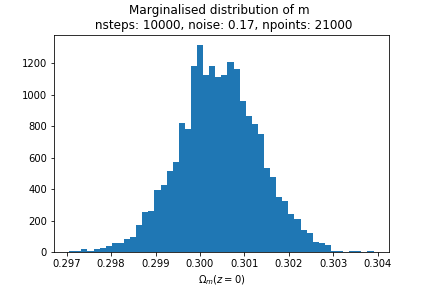 Marginalised distribution of m
nsteps: 10000, noise: 0.17, npoints: 21000
1200
1000
800
600
400
200
0
0.297 0.298 0.299 0.300 0.301 0.302 0.303 0.304
Ωm(z = 0)